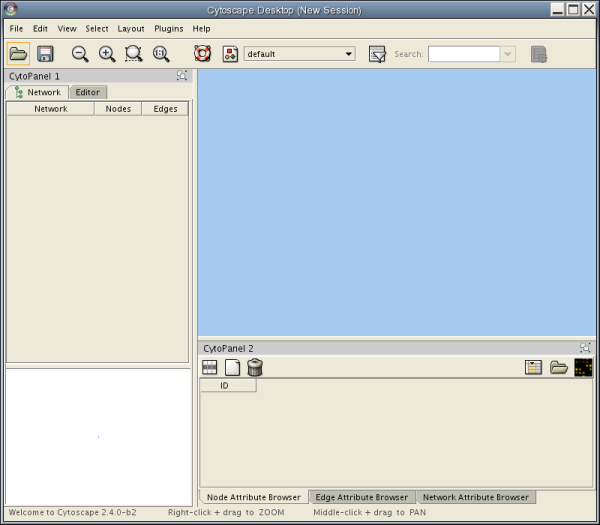 Cytoscape Desktop (New Session)
File Edit View Select Layout Plugins Help
default Search:
CytoPanel 1
Network Editor
Network Nodes Edges
CytoPanel 2
ID
Node Attribute Browser Edge Attribute Browser Network Attribute Browser
Welcome to Cytoscape 2.4.0-b2 Right-click + drag to ZOOM Middle-click + drag to PAN